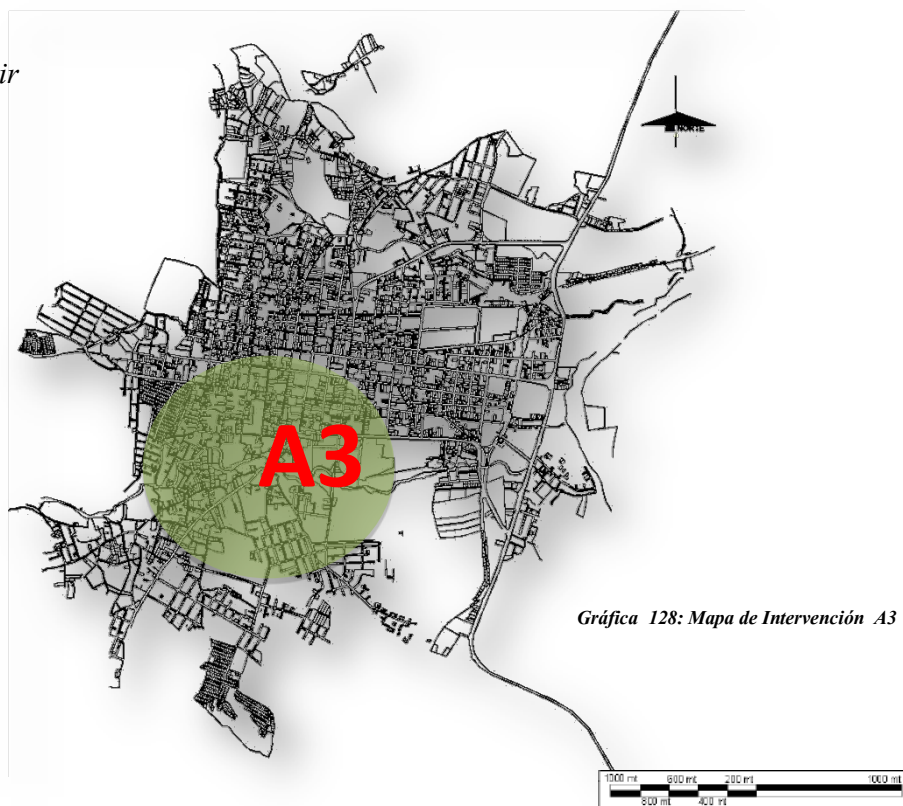 ir
NORTE
A3
Gráfica 128: Mapa de Intervención A3
1000 mt 600 mt 200 mt 1000 mt
800 mt 400 mt